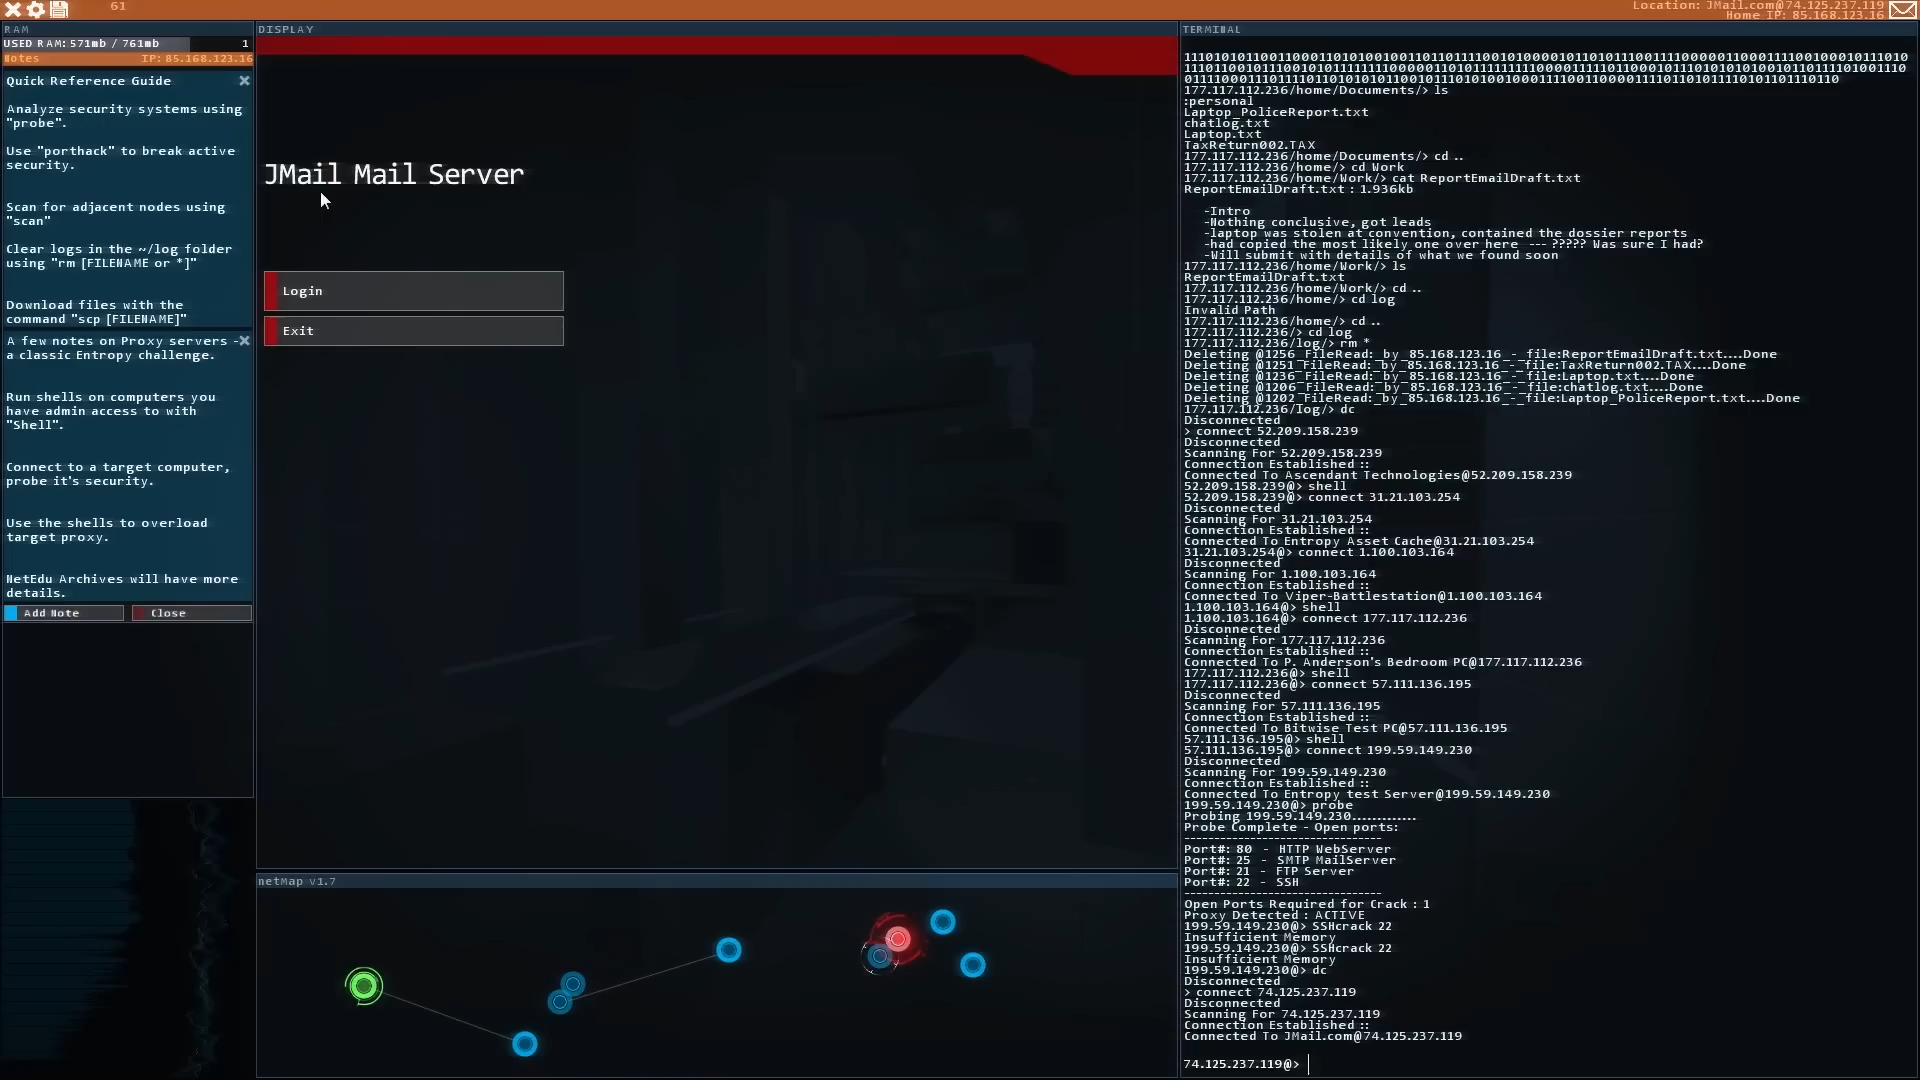 61
Location: JMail.com@74.125.237.119
Home IP: 85.168.123.16
RAM
USED RAM: 571mb / 761mb 1
Notes IP: 85.168.123.16
Quick Reference Guide
Analyze security systems using
"probe".
Use "porthack" to break active
security.
Scan for adjacent nodes using
"scan"
Clear logs in the ~/log folder
using "rm [FILENAME or *]"
Download files with the
command "scp [FILENAME]"
A few notes on Proxy servers -
a classic Entropy challenge.
Run shells on computers you
have admin access to with
"Shell".
Connect to a target computer,
probe it's security.
Use the shells to overload
target proxy.
NetEdu Archives will have more
details.
Add Note
Close
DISPLAY
JMail Mail Server
Login
Exit
netMap v1.7
TERMINAL
177.117.112.236/home/Documents/> ls
:personal
Laptop_PoliceReport.txt
chatlog.txt
Laptop.txt
TaxReturn002.TAX
177.117.112.236/home/Documents/> cd ..
177.117.112.236/home/> cd Work
177.117.112.236/home/Work/> cat ReportEmailDraft.txt
ReportEmailDraft.txt : 1.936kb
-Intro
-Nothing conclusive, got leads
-laptop was stolen at convention, contained the dossier reports
-had copied the most likely one over here --- ????? Was sure I had?
-Will submit with details of what we found soon
177.117.112.236/home/Work/> ls
ReportEmailDraft.txt
177.117.112.236/home/Work/> cd ..
177.117.112.236/home/> cd log
Invalid Path
177.117.112.236/home/> cd ..
177.117.112.236/> cd log
177.117.112.236/log/> rm *
Deleting @1256_FileRead:_by_85.168.123.16_-_file:ReportEmailDraft.txt....Done
Deleting @1251_FileRead:_by_85.168.123.16_-_file:TaxReturn002.TAX....Done
Deleting @1236_FileRead:_by_85.168.123.16_-_file:Laptop.txt....Done
Deleting @1206_FileRead:_by_85.168.123.16_-_file:chatlog.txt....Done
Deleting @1202_FileRead:_by_85.168.123.16_-_file:Laptop_PoliceReport.txt....Done
177.117.112.236/log/> dc
Disconnected
> connect 52.209.158.239
Disconnected
Scanning For 52.209.158.239
Connection Established ::
Connected To Ascendant Technologies@52.209.158.239
52.209.158.239@> shell
52.209.158.239@> connect 31.21.103.254
Disconnected
Scanning For 31.21.103.254
Connection Established ::
Connected To Entropy Asset Cache@31.21.103.254
31.21.103.254@> connect 1.100.103.164
Disconnected
Scanning For 1.100.103.164
Connection Established ::
Connected To Viper-Battlestation@1.100.103.164
1.100.103.164@> shell
1.100.103.164@> connect 177.117.112.236
Disconnected
Scanning For 177.117.112.236
Connection Established ::
Connected To P. Anderson's Bedroom PC@177.117.112.236
177.117.112.236@> shell
177.117.112.236@> connect 57.111.136.195
Disconnected
Scanning For 57.111.136.195
Connection Established ::
Connected To Bitwise Test PC@57.111.136.195
57.111.136.195@> shell
57.111.136.195@> connect 199.59.149.230
Disconnected
Scanning For 199.59.149.230
Connection Established ::
Connected To Entropy test Server@199.59.149.230
199.59.149.230@> probe
Probing 199.59.149.230.............
Probe Complete - Open ports:
---------------------------------
Port#: 80 - HTTP WebServer
Port#: 25 - SMTP MailServer
Port#: 21 - FTP Server
Port#: 22 - SSH
---------------------------------
Open Ports Required for Crack : 1
Proxy Detected : ACTIVE
199.59.149.230@> SSHcrack 22
Insufficient Memory
199.59.149.230@> SSHcrack 22
Insufficient Memory
199.59.149.230@> dc
Disconnected
> connect 74.125.237.119
Disconnected
Scanning For 74.125.237.119
Connection Established ::
Connected To JMail.com@74.125.237.119
74.125.237.119@>